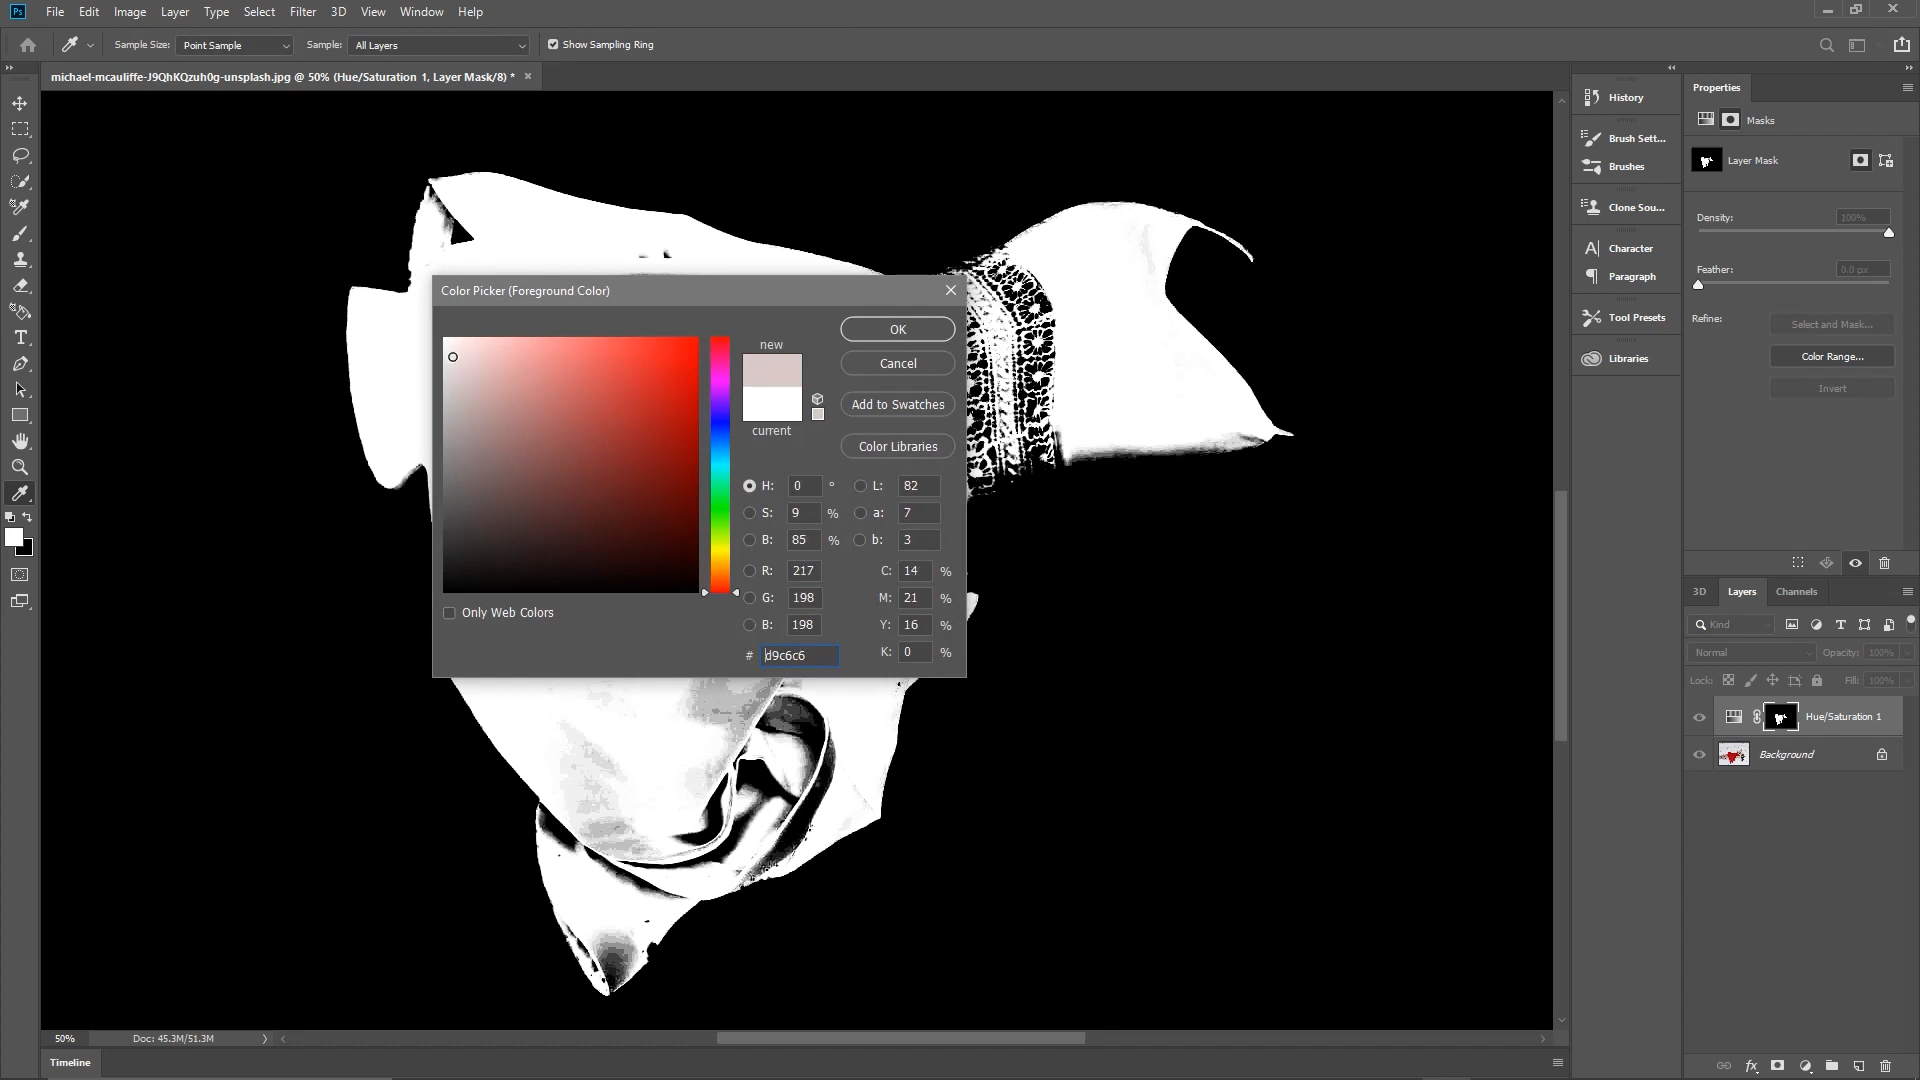 Ps File Edit Image Layer Type Select Filter 3D View Window Help
Sample Size: Point Sample Sample: All Layers Show Sampling Ring
michael-mcauliffe-J9QhKQzuh0g-unsplash.jpg @ 50% (Hue/Saturation 1, Layer Mask/8) *
History
Brush Sett...
Brushes
Clone Sou...
Character
Paragraph
Tool Presets
Libraries
Properties
Masks
Layer Mask
Density: 100%
Feather: 0.0 px
Refine: Select and Mask...
Color Range...
Invert
Color Picker (Foreground Color)
new
current
OK
Cancel
Add to Swatches
Color Libraries
H: 0 ° L: 82
S: 9 % a: 7
B: 85 % b: 3
R: 217 C: 14 %
G: 198 M: 21 %
B: 198 Y: 16 %
# d9c6c6 K: 0 %
Only Web Colors
3D Layers Channels
Kind
Normal Opacity: 100%
Lock: Fill: 100%
Hue/Saturation 1
Background
fx
50% Doc: 45.3M/51.3M
Timeline